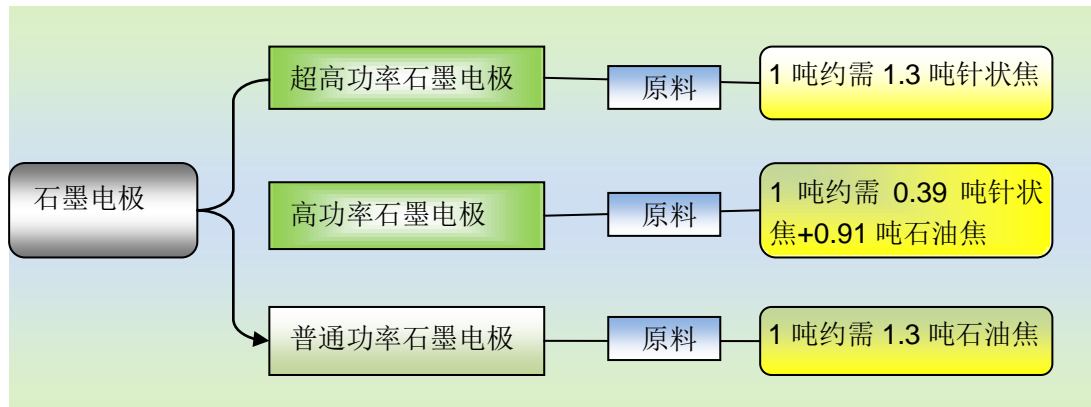 超高功率石墨电极
原料
1 吨约需 1.3 吨针状焦
石墨电极
高功率石墨电极
原料
1 吨约需 0.39 吨针状
焦+0.91 吨石油焦
普通功率石墨电极
原料
1 吨约需 1.3 吨石油焦